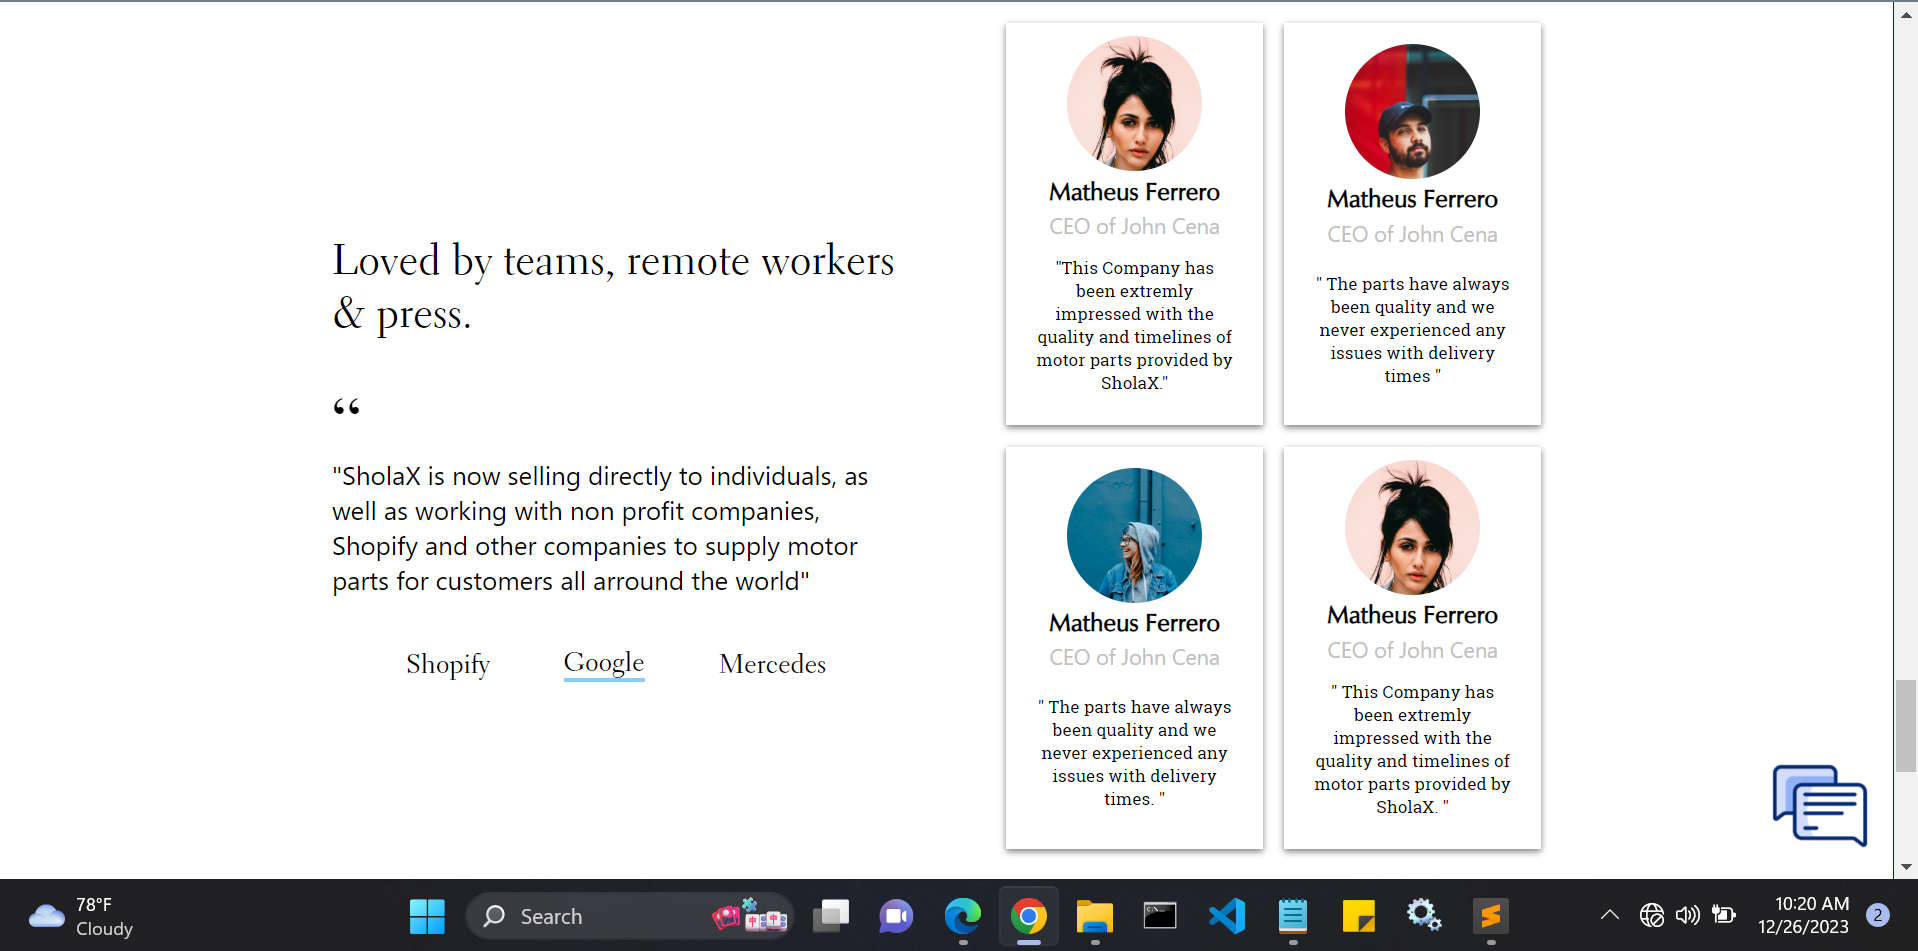 Loved by teams, remote workers
& press.
“
"SholaX is now selling directly to individuals, as
well as working with non profit companies,
Shopify and other companies to supply motor
parts for customers all arround the world"
Shopify
Google
Mercedes
Matheus Ferrero
CEO of John Cena
"This Company has
been extremly
impressed with the
quality and timelines of
motor parts provided by
SholaX."
Matheus Ferrero
CEO of John Cena
" The parts have always
been quality and we
never experienced any
issues with delivery
times "
Matheus Ferrero
CEO of John Cena
" The parts have always
been quality and we
never experienced any
issues with delivery
times. "
Matheus Ferrero
CEO of John Cena
" This Company has
been extremly
impressed with the
quality and timelines of
motor parts provided by
SholaX. "
78°F
Cloudy
Search
10:20 AM
12/26/2023
2